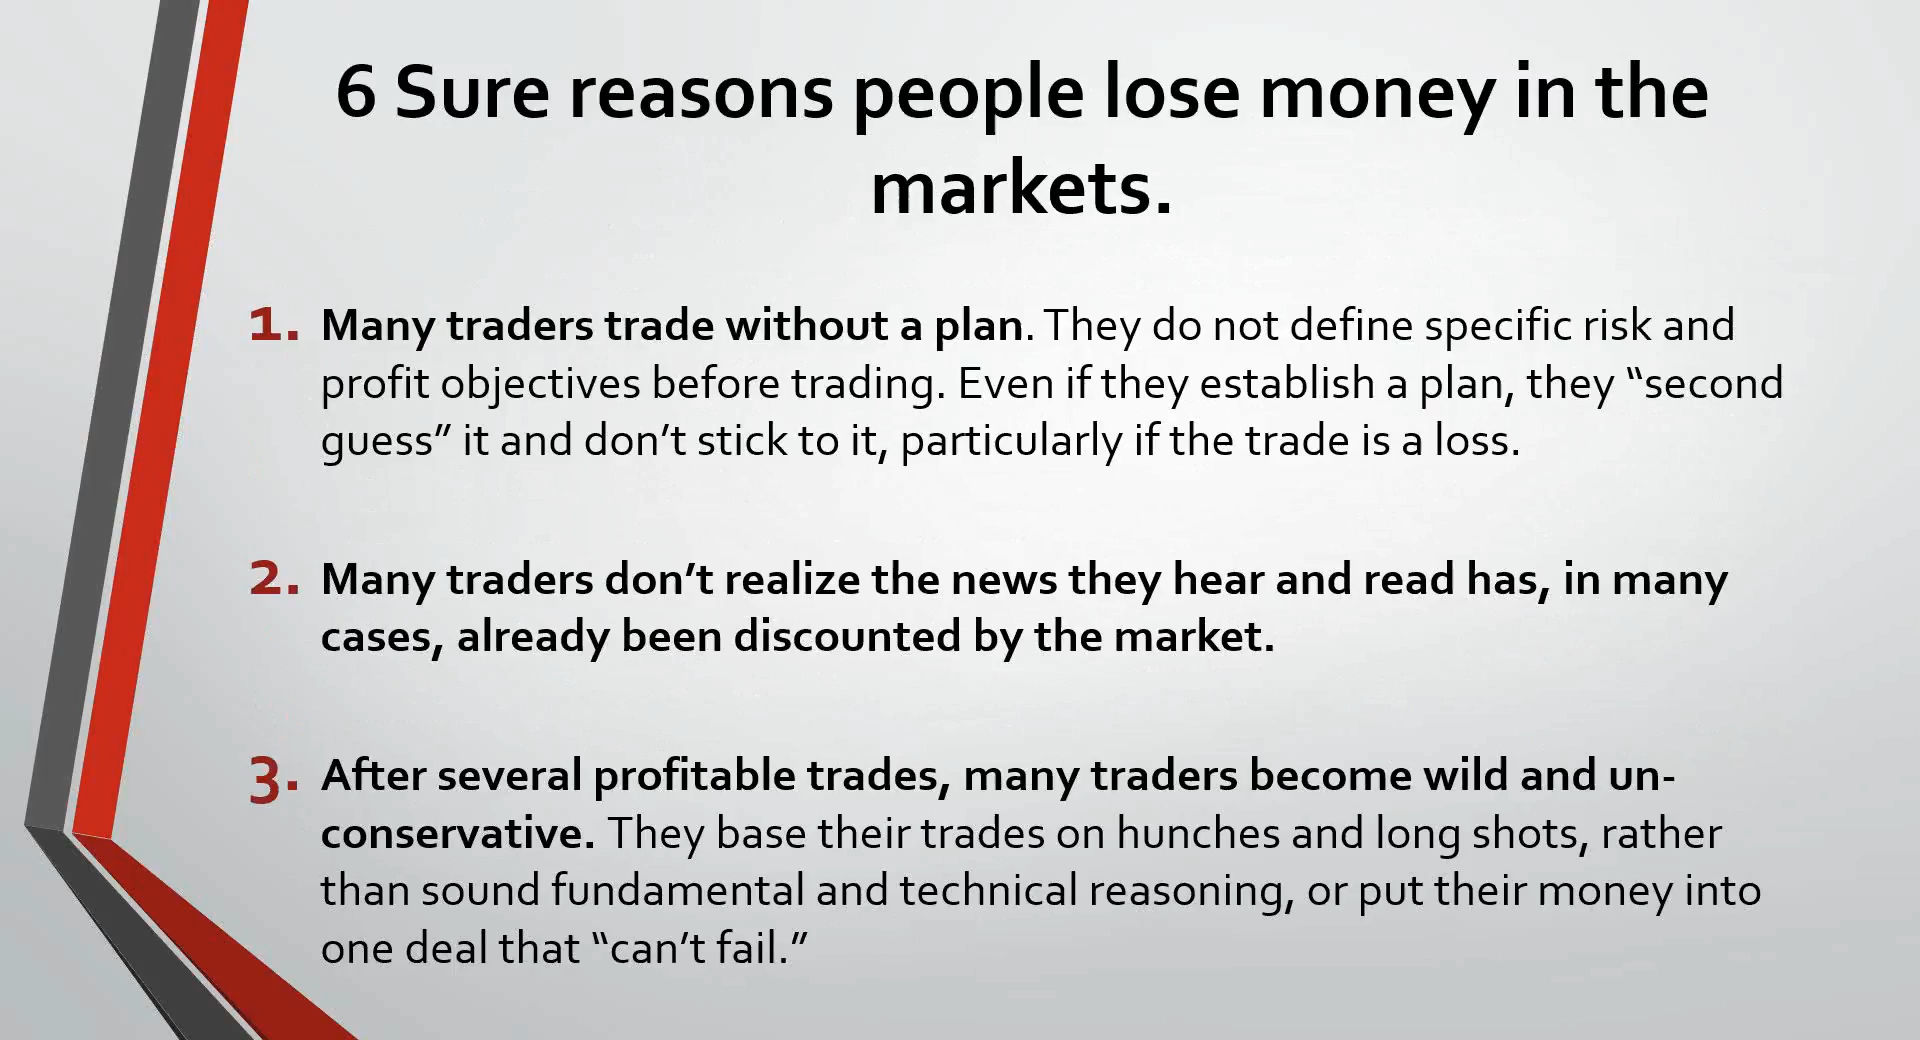 6 Sure reasons people lose money in the
markets.
1. Many traders trade without a plan. They do not define specific risk and
profit objectives before trading. Even if they establish a plan, they “second
guess” it and don’t stick to it, particularly if the trade is a loss.
2. Many traders don’t realize the news they hear and read has, in many
cases, already been discounted by the market.
3. After several profitable trades, many traders become wild and un-
conservative. They base their trades on hunches and long shots, rather
than sound fundamental and technical reasoning, or put their money into
one deal that “can’t fail.”